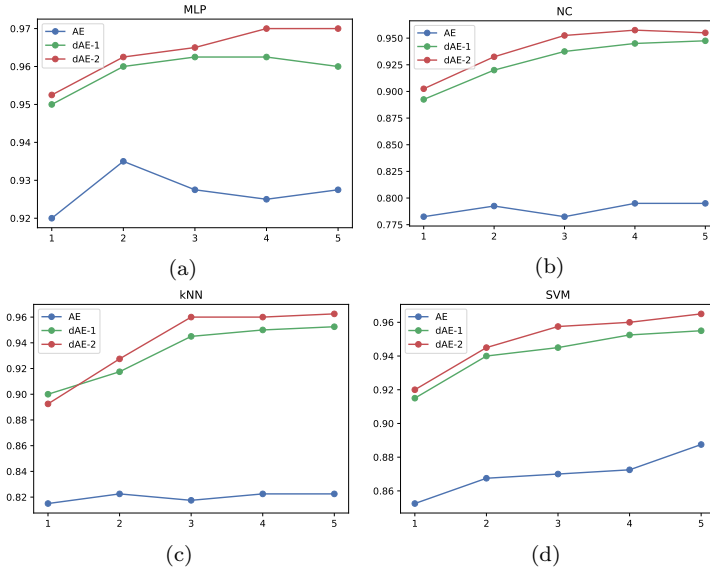 MLP
AE
dAE-1
dAE-2
0.97
0.96
0.95
0.94
0.93
0.92
1 2 3 4 5
(a)
NC
AE
dAE-1
dAE-2
0.950
0.925
0.900
0.875
0.850
0.825
0.800
0.775
1 2 3 4 5
(b)
kNN
AE
dAE-1
dAE-2
0.96
0.94
0.92
0.90
0.88
0.86
0.84
0.82
1 2 3 4 5
(c)
SVM
AE
dAE-1
dAE-2
0.96
0.94
0.92
0.90
0.88
0.86
1 2 3 4 5
(d)